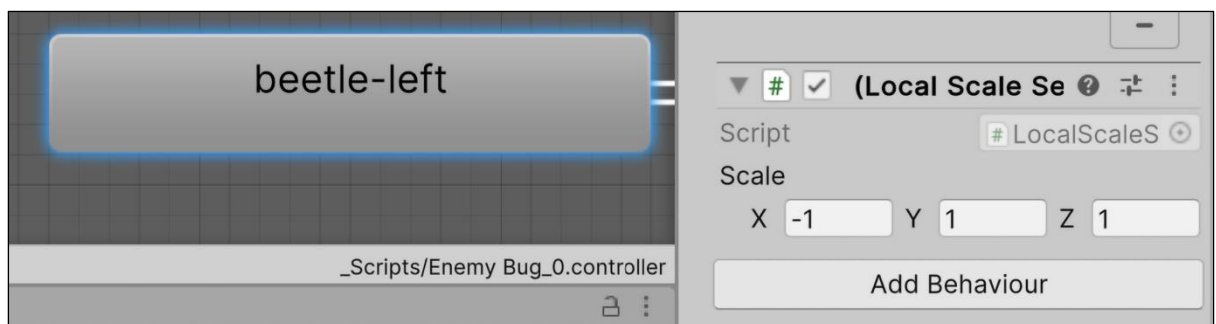 beetle-left
_Scripts/Enemy Bug_0.controller
# (Local Scale Se
Script # LocalScaleS
Scale
X -1 Y 1 Z 1
Add Behaviour